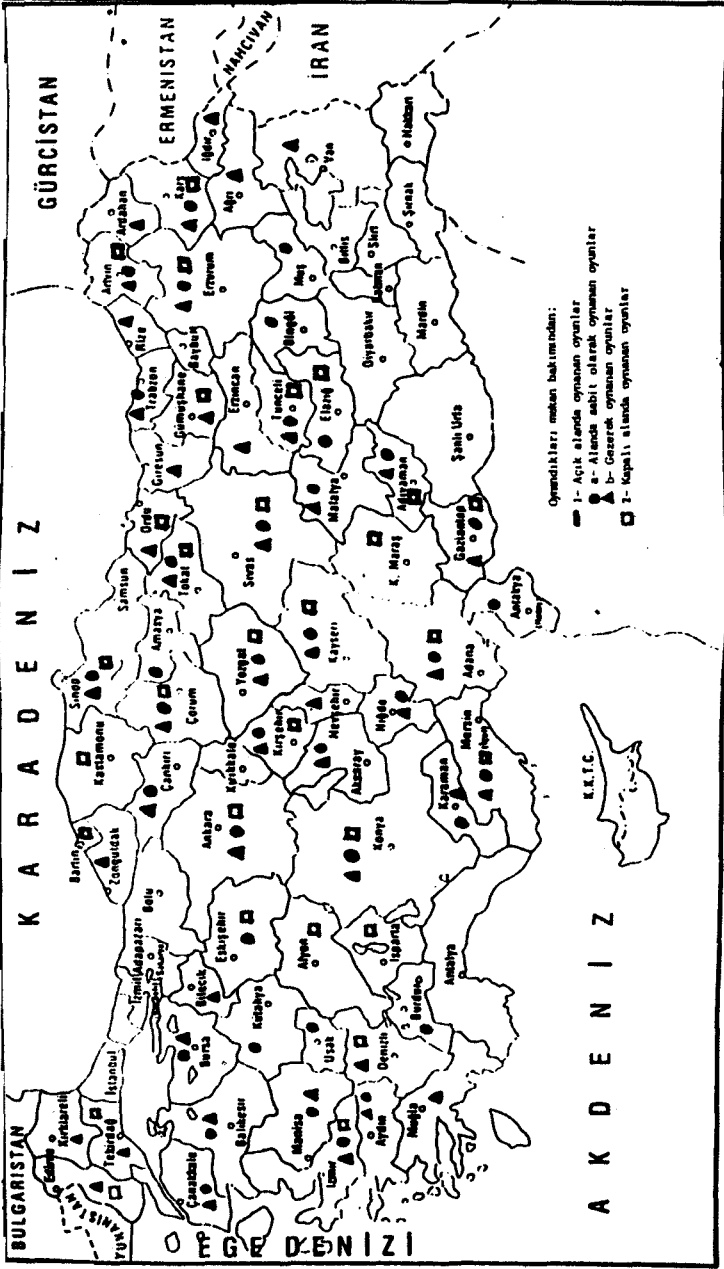 KARADENİZ
GÜRCİSTAN
ERMENİSTAN
NAHCIVAN
İRAN
BULGARİSTAN
YUNANİSTAN
EGE DENİZİ
AKDENİZ
K.K.T.C.
Edirne
Kırklareli
Tekirdağ
İstanbul
İzmit
Adapazarı
Bolu
Zonguldak
Bartın
Kastamonu
Sinop
Samsun
Ordu
Giresun
Trabzon
Rize
Artvin
Ardahan
Kars
Iğdır
Ağrı
Çanakkale
Balıkesir
Bursa
Bilecik
Kütahya
Eskişehir
Ankara
Çankırı
Kırıkkale
Çorum
Amasya
Tokat
Yozgat
Sıvas
Gümüşhane
Bayburt
Erzincan
Erzurum
Tunceli
Bingöl
Muş
Bitlis
Van
Manisa
İzmir
Uşak
Afyon
Aydın
Denizli
Muğla
Burdur
Isparta
Antalya
Konya
Aksaray
Kırşehir
Nevşehir
Niğde
Kayseri
Karaman
Mersin
Adana
K. Maraş
Malatya
Elazığ
Adıyaman
Gaziantep
Antakya
Şanlı Urfa
Diyarbakır
Mardin
Batman
Siirt
Şırnak
Hakkari
Oynandıkları mekan bakımından:
1- Açık alanda oynanan oyunlar
a- Alanda sabit olarak oynanan oyunlar
b- Gezerek oynanan oyunlar
2- Kapalı alanda oynanan oyunlar